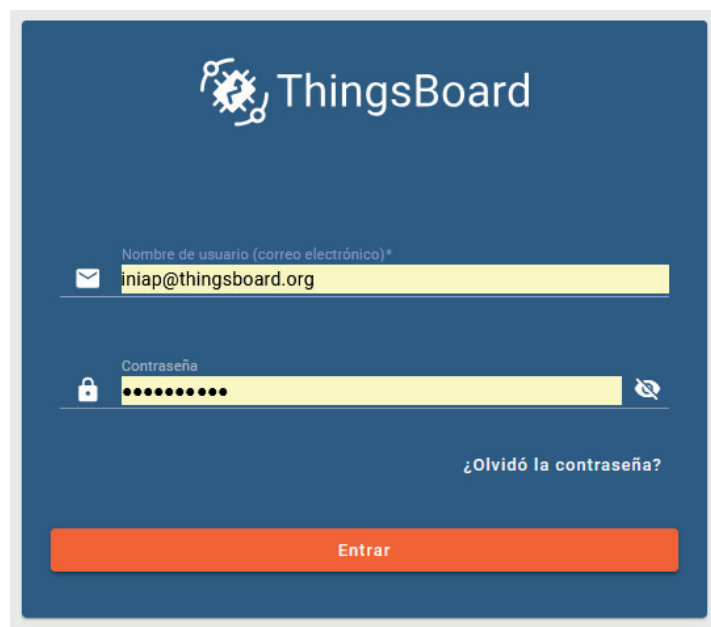 ThingsBoard
Nombre de usuario (correo electrónico)*
iniap@thingsboard.org
Contraseña
••••••••••
¿Olvidó la contraseña?
Entrar